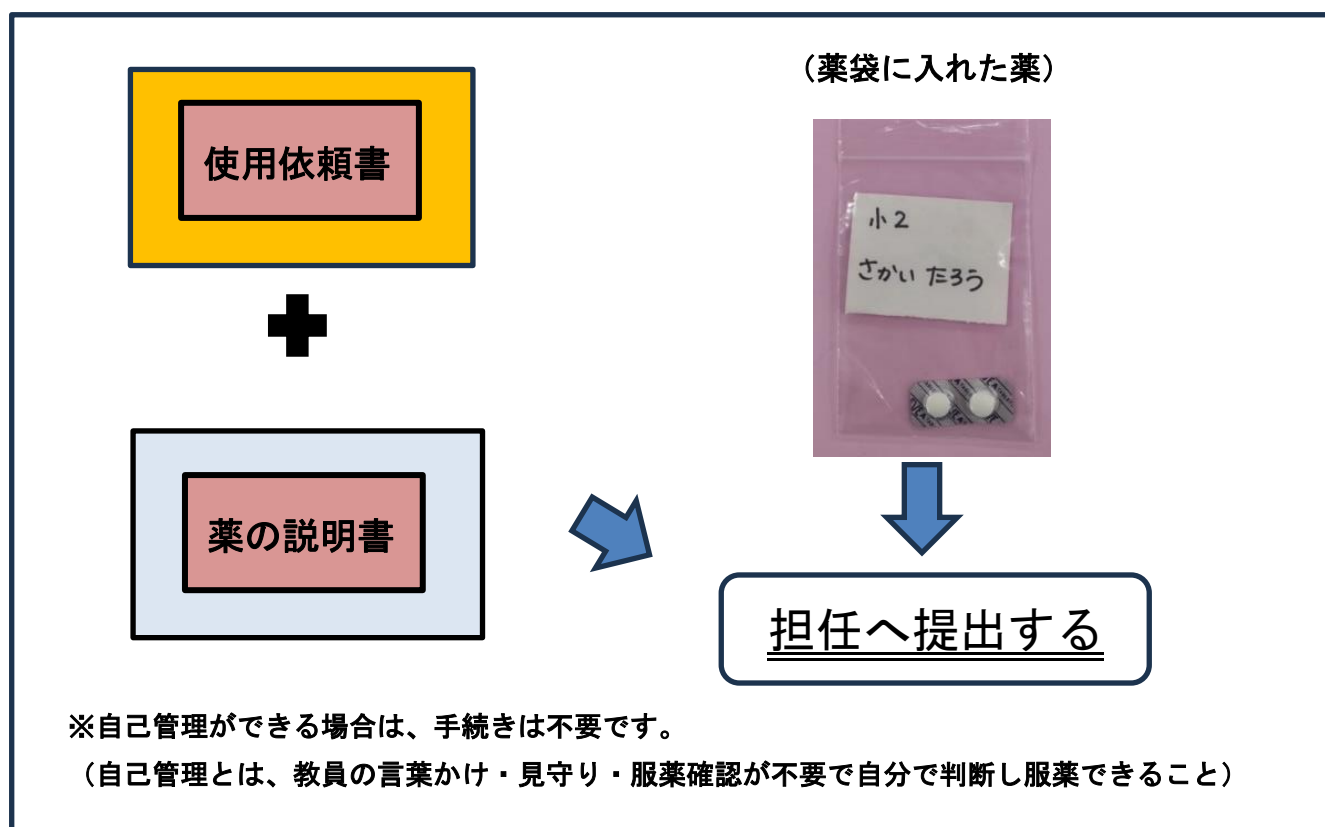 使用依頼書
薬の説明書
（薬袋に入れた薬）
小2
さかい たろう
担任へ提出する
※自己管理ができる場合は、手続きは不要です。
（自己管理とは、教員の言葉かけ・見守り・服薬確認が不要で自分で判断し服薬できること）